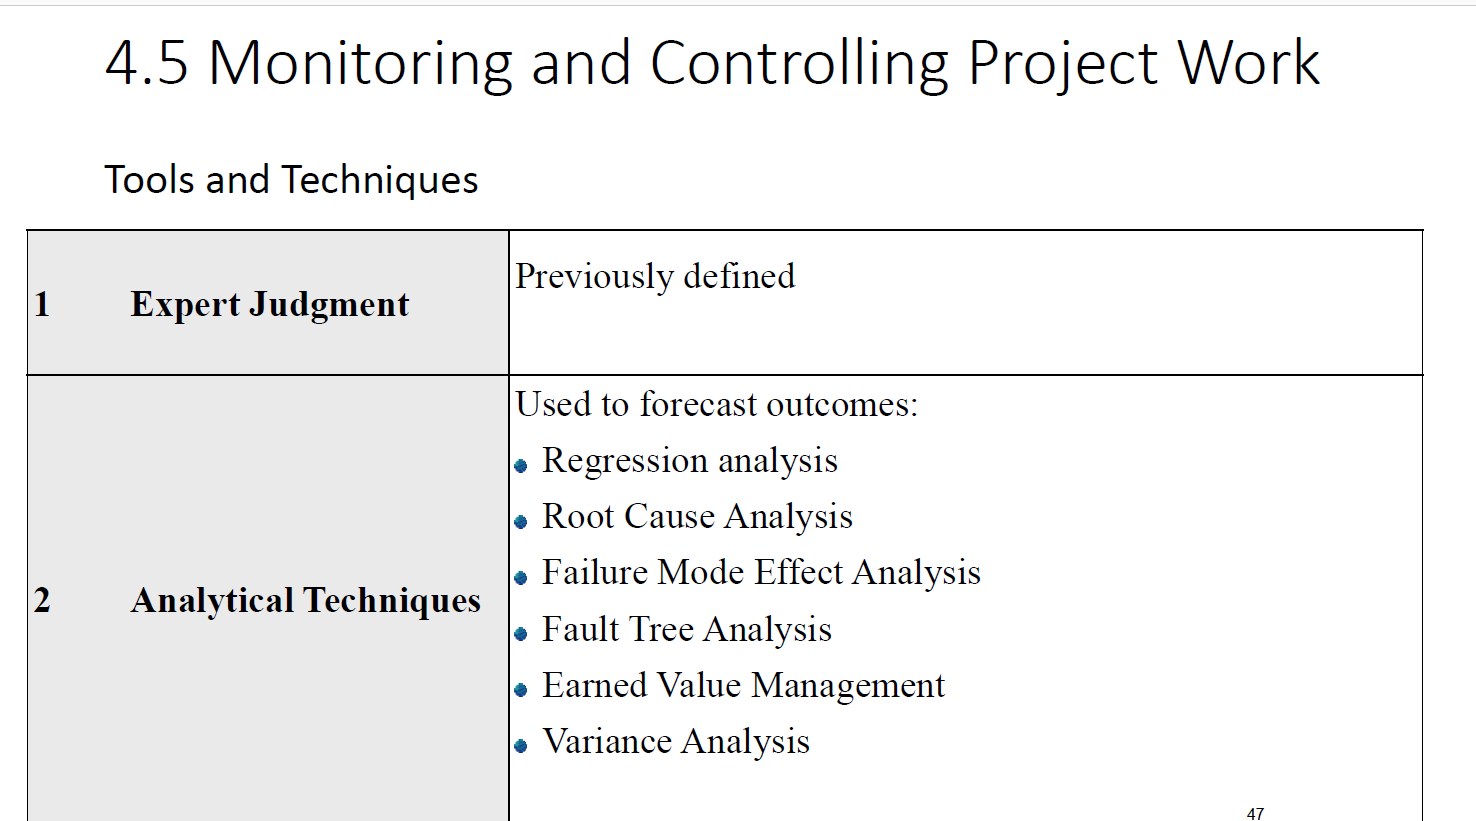 4.5 Monitoring and Controlling Project Work
Tools and Techniques
1 Expert Judgment
Previously defined
2 Analytical Techniques
Used to forecast outcomes:
Regression analysis
Root Cause Analysis
Failure Mode Effect Analysis
Fault Tree Analysis
Earned Value Management
Variance Analysis
47